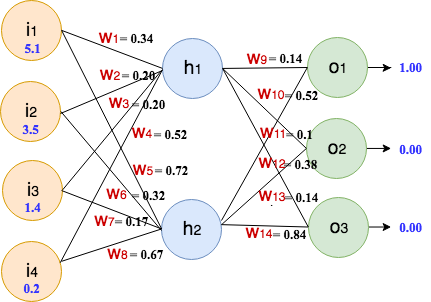 i1
5.1
i2
3.5
i3
1.4
i4
0.2
W1= 0.34
W2= 0.20
W3= 0.20
W4= 0.52
W5= 0.72
W6= 0.32
W7= 0.17
W8= 0.67
h1
h2
W9= 0.14
W10= 0.52
W11= 0.1
W12= 0.38
W13= 0.14
W14= 0.84
o1
1.00
o2
0.00
o3
0.00